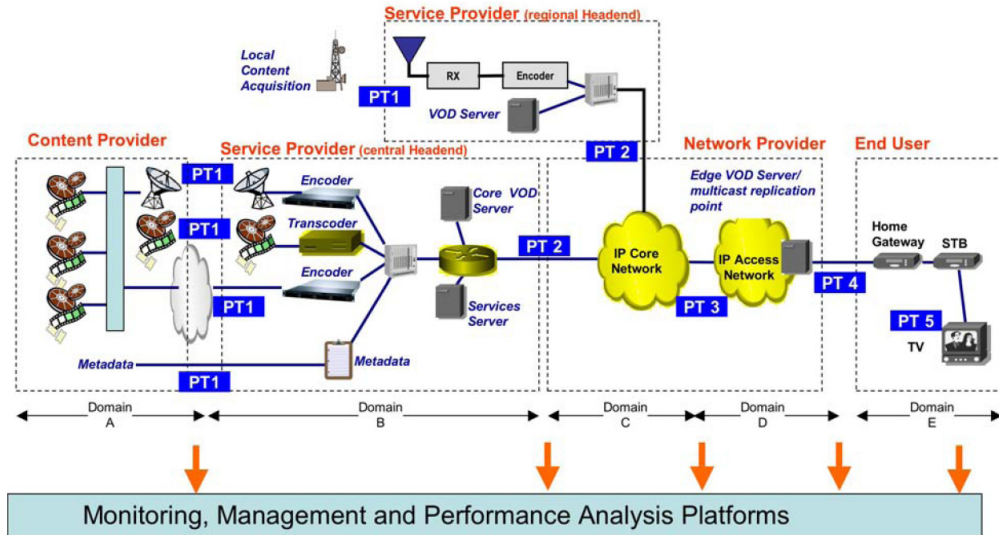 Service Provider (regional Headend)
Local
Content
Acquisition
PT1
RX
Encoder
VOD Server
PT 2
Content Provider
Service Provider (central Headend)
Network Provider
End User
PT1
Encoder
Core VOD
Server
Edge VOD Server/
multicast replication
point
PT1
Transcoder
PT 2
Home
Gateway
STB
IP Core
Network
IP Access
Network
Encoder
PT1
PT 3
PT 4
Services
Server
PT 5
TV
Metadata
Metadata
PT1
Domain
A
Domain
B
Domain
C
Domain
D
Domain
E
Monitoring, Management and Performance Analysis Platforms